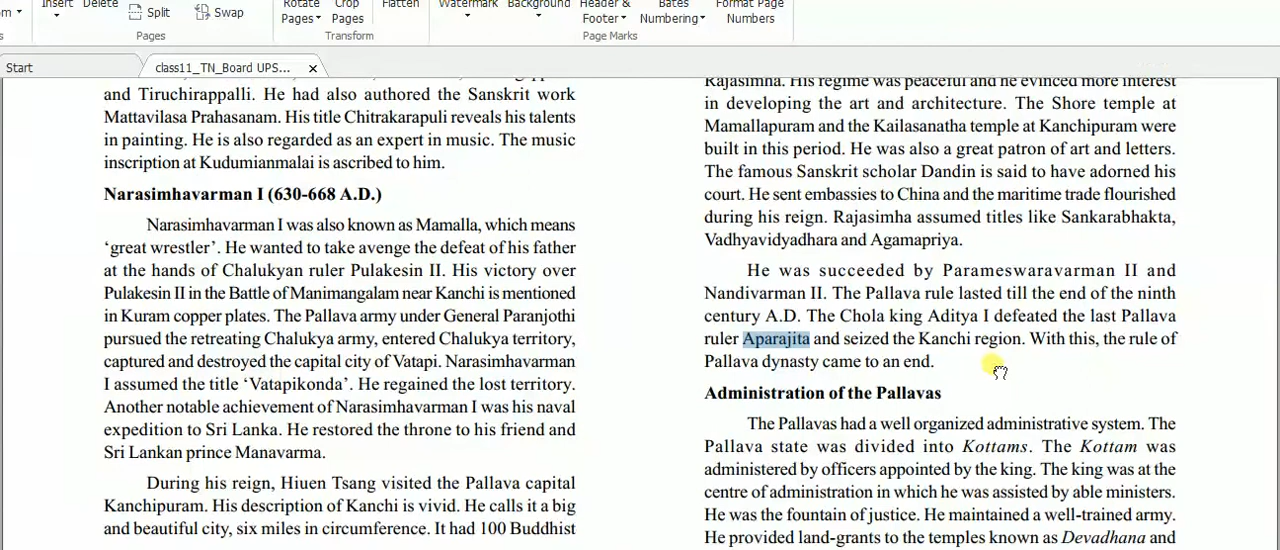 Insert
Delete
Split
Swap
Rotate
Pages
Crop
Pages
Flatten
Watermark
Background
Header &
Footer
Bates
Numbering
Format Page
Numbers
Pages
Transform
Page Marks
Start
class11_TN_Board UPS...
and Tiruchirappalli. He had also authored the Sanskrit work
Mattavilasa Prahasanam. His title Chitrakarapuli reveals his talents
in painting. He is also regarded as an expert in music. The music
inscription at Kudumianmalai is ascribed to him.
Narasimhavarman I (630-668 A.D.)
Narasimhavarman I was also known as Mamalla, which means
‘great wrestler’. He wanted to take avenge the defeat of his father
at the hands of Chalukyan ruler Pulakesin II. His victory over
Pulakesin II in the Battle of Manimangalam near Kanchi is mentioned
in Kuram copper plates. The Pallava army under General Paranjothi
pursued the retreating Chalukya army, entered Chalukya territory,
captured and destroyed the capital city of Vatapi. Narasimhavarman
I assumed the title ‘Vatapikonda’. He regained the lost territory.
Another notable achievement of Narasimhavarman I was his naval
expedition to Sri Lanka. He restored the throne to his friend and
Sri Lankan prince Manavarma.
During his reign, Hiuen Tsang visited the Pallava capital
Kanchipuram. His description of Kanchi is vivid. He calls it a big
and beautiful city, six miles in circumference. It had 100 Buddhist
Rajasimha. His regime was peaceful and he evinced more interest
in developing the art and architecture. The Shore temple at
Mamallapuram and the Kailasanatha temple at Kanchipuram were
built in this period. He was also a great patron of art and letters.
The famous Sanskrit scholar Dandin is said to have adorned his
court. He sent embassies to China and the maritime trade flourished
during his reign. Rajasimha assumed titles like Sankarabhakta,
Vadhyavidyadhara and Agamapriya.
He was succeeded by Parameswaravarman II and
Nandivarman II. The Pallava rule lasted till the end of the ninth
century A.D. The Chola king Aditya I defeated the last Pallava
ruler Aparajita and seized the Kanchi region. With this, the rule of
Pallava dynasty came to an end.
Administration of the Pallavas
The Pallavas had a well organized administrative system. The
Pallava state was divided into Kottams. The Kottam was
administered by officers appointed by the king. The king was at the
centre of administration in which he was assisted by able ministers.
He was the fountain of justice. He maintained a well-trained army.
He provided land-grants to the temples known as Devadhana and